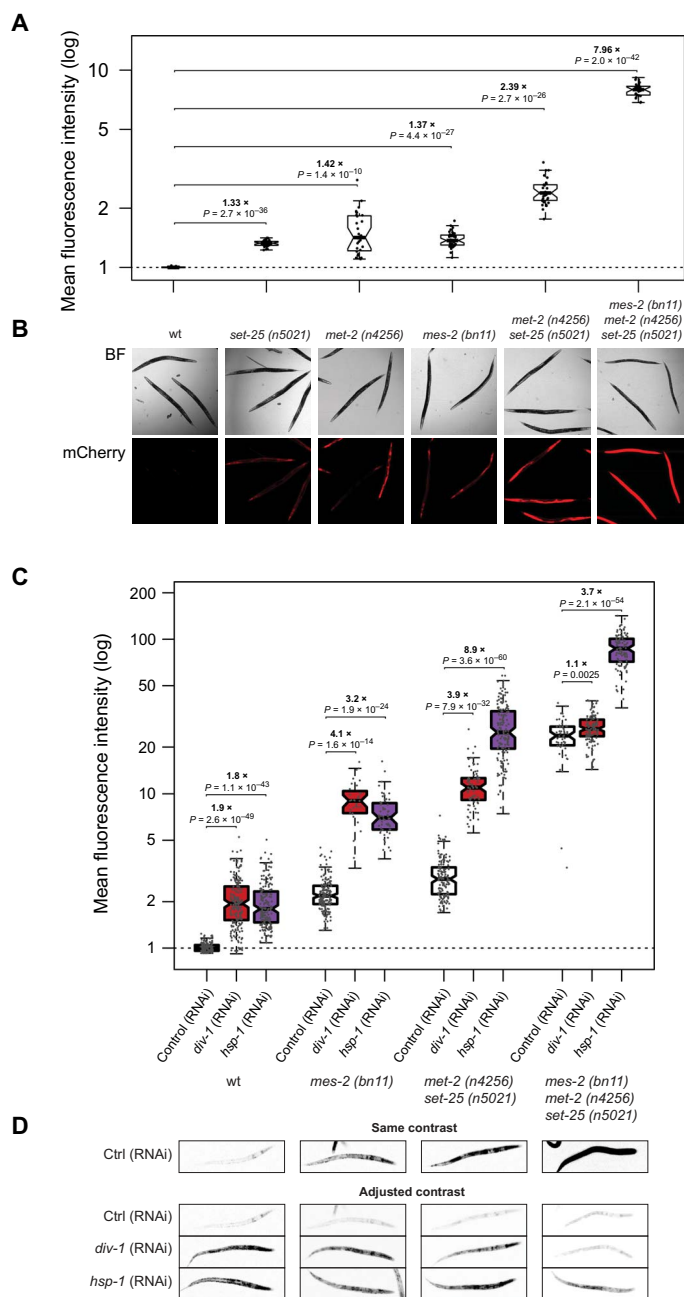 A
Mean fluorescence intensity (log)
10
5
2
1
7.96 ×
P = 2.0 × 10⁻⁴²
2.39 ×
P = 2.7 × 10⁻²⁶
1.37 ×
P = 4.4 × 10⁻²⁷
1.42 ×
P = 1.4 × 10⁻¹⁰
1.33 ×
P = 2.7 × 10⁻³⁶
B
wt
set-25 (n5021)
met-2 (n4256)
mes-2 (bn11)
met-2 (n4256)
set-25 (n5021)
mes-2 (bn11)
met-2 (n4256)
set-25 (n5021)
BF
mCherry
C
Mean fluorescence intensity (log)
200
100
50
20
10
5
2
1
1.8 ×
P = 1.1 × 10⁻⁴³
1.9 ×
P = 2.6 × 10⁻⁴⁹
3.2 ×
P = 1.9 × 10⁻²⁴
4.1 ×
P = 1.6 × 10⁻¹⁴
8.9 ×
P = 3.6 × 10⁻⁶⁰
3.9 ×
P = 7.9 × 10⁻³²
3.7 ×
P = 2.1 × 10⁻⁵⁴
1.1 ×
P = 0.0025
Control (RNAi)
div-1 (RNAi)
hsp-1 (RNAi)
Control (RNAi)
div-1 (RNAi)
hsp-1 (RNAi)
Control (RNAi)
div-1 (RNAi)
hsp-1 (RNAi)
Control (RNAi)
div-1 (RNAi)
hsp-1 (RNAi)
wt
mes-2 (bn11)
met-2 (n4256)
set-25 (n5021)
mes-2 (bn11)
met-2 (n4256)
set-25 (n5021)
D
Same contrast
Ctrl (RNAi)
Adjusted contrast
Ctrl (RNAi)
div-1 (RNAi)
hsp-1 (RNAi)